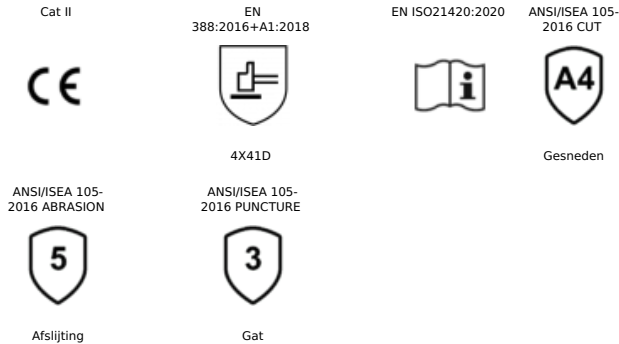 Cat II
EN
388:2016+A1:2018
EN ISO21420:2020
ANSI/ISEA 105-
2016 CUT
CE
i
A4
4X41D
Gesneden
ANSI/ISEA 105-
2016 ABRASION
ANSI/ISEA 105-
2016 PUNCTURE
5
3
Afslijting
Gat